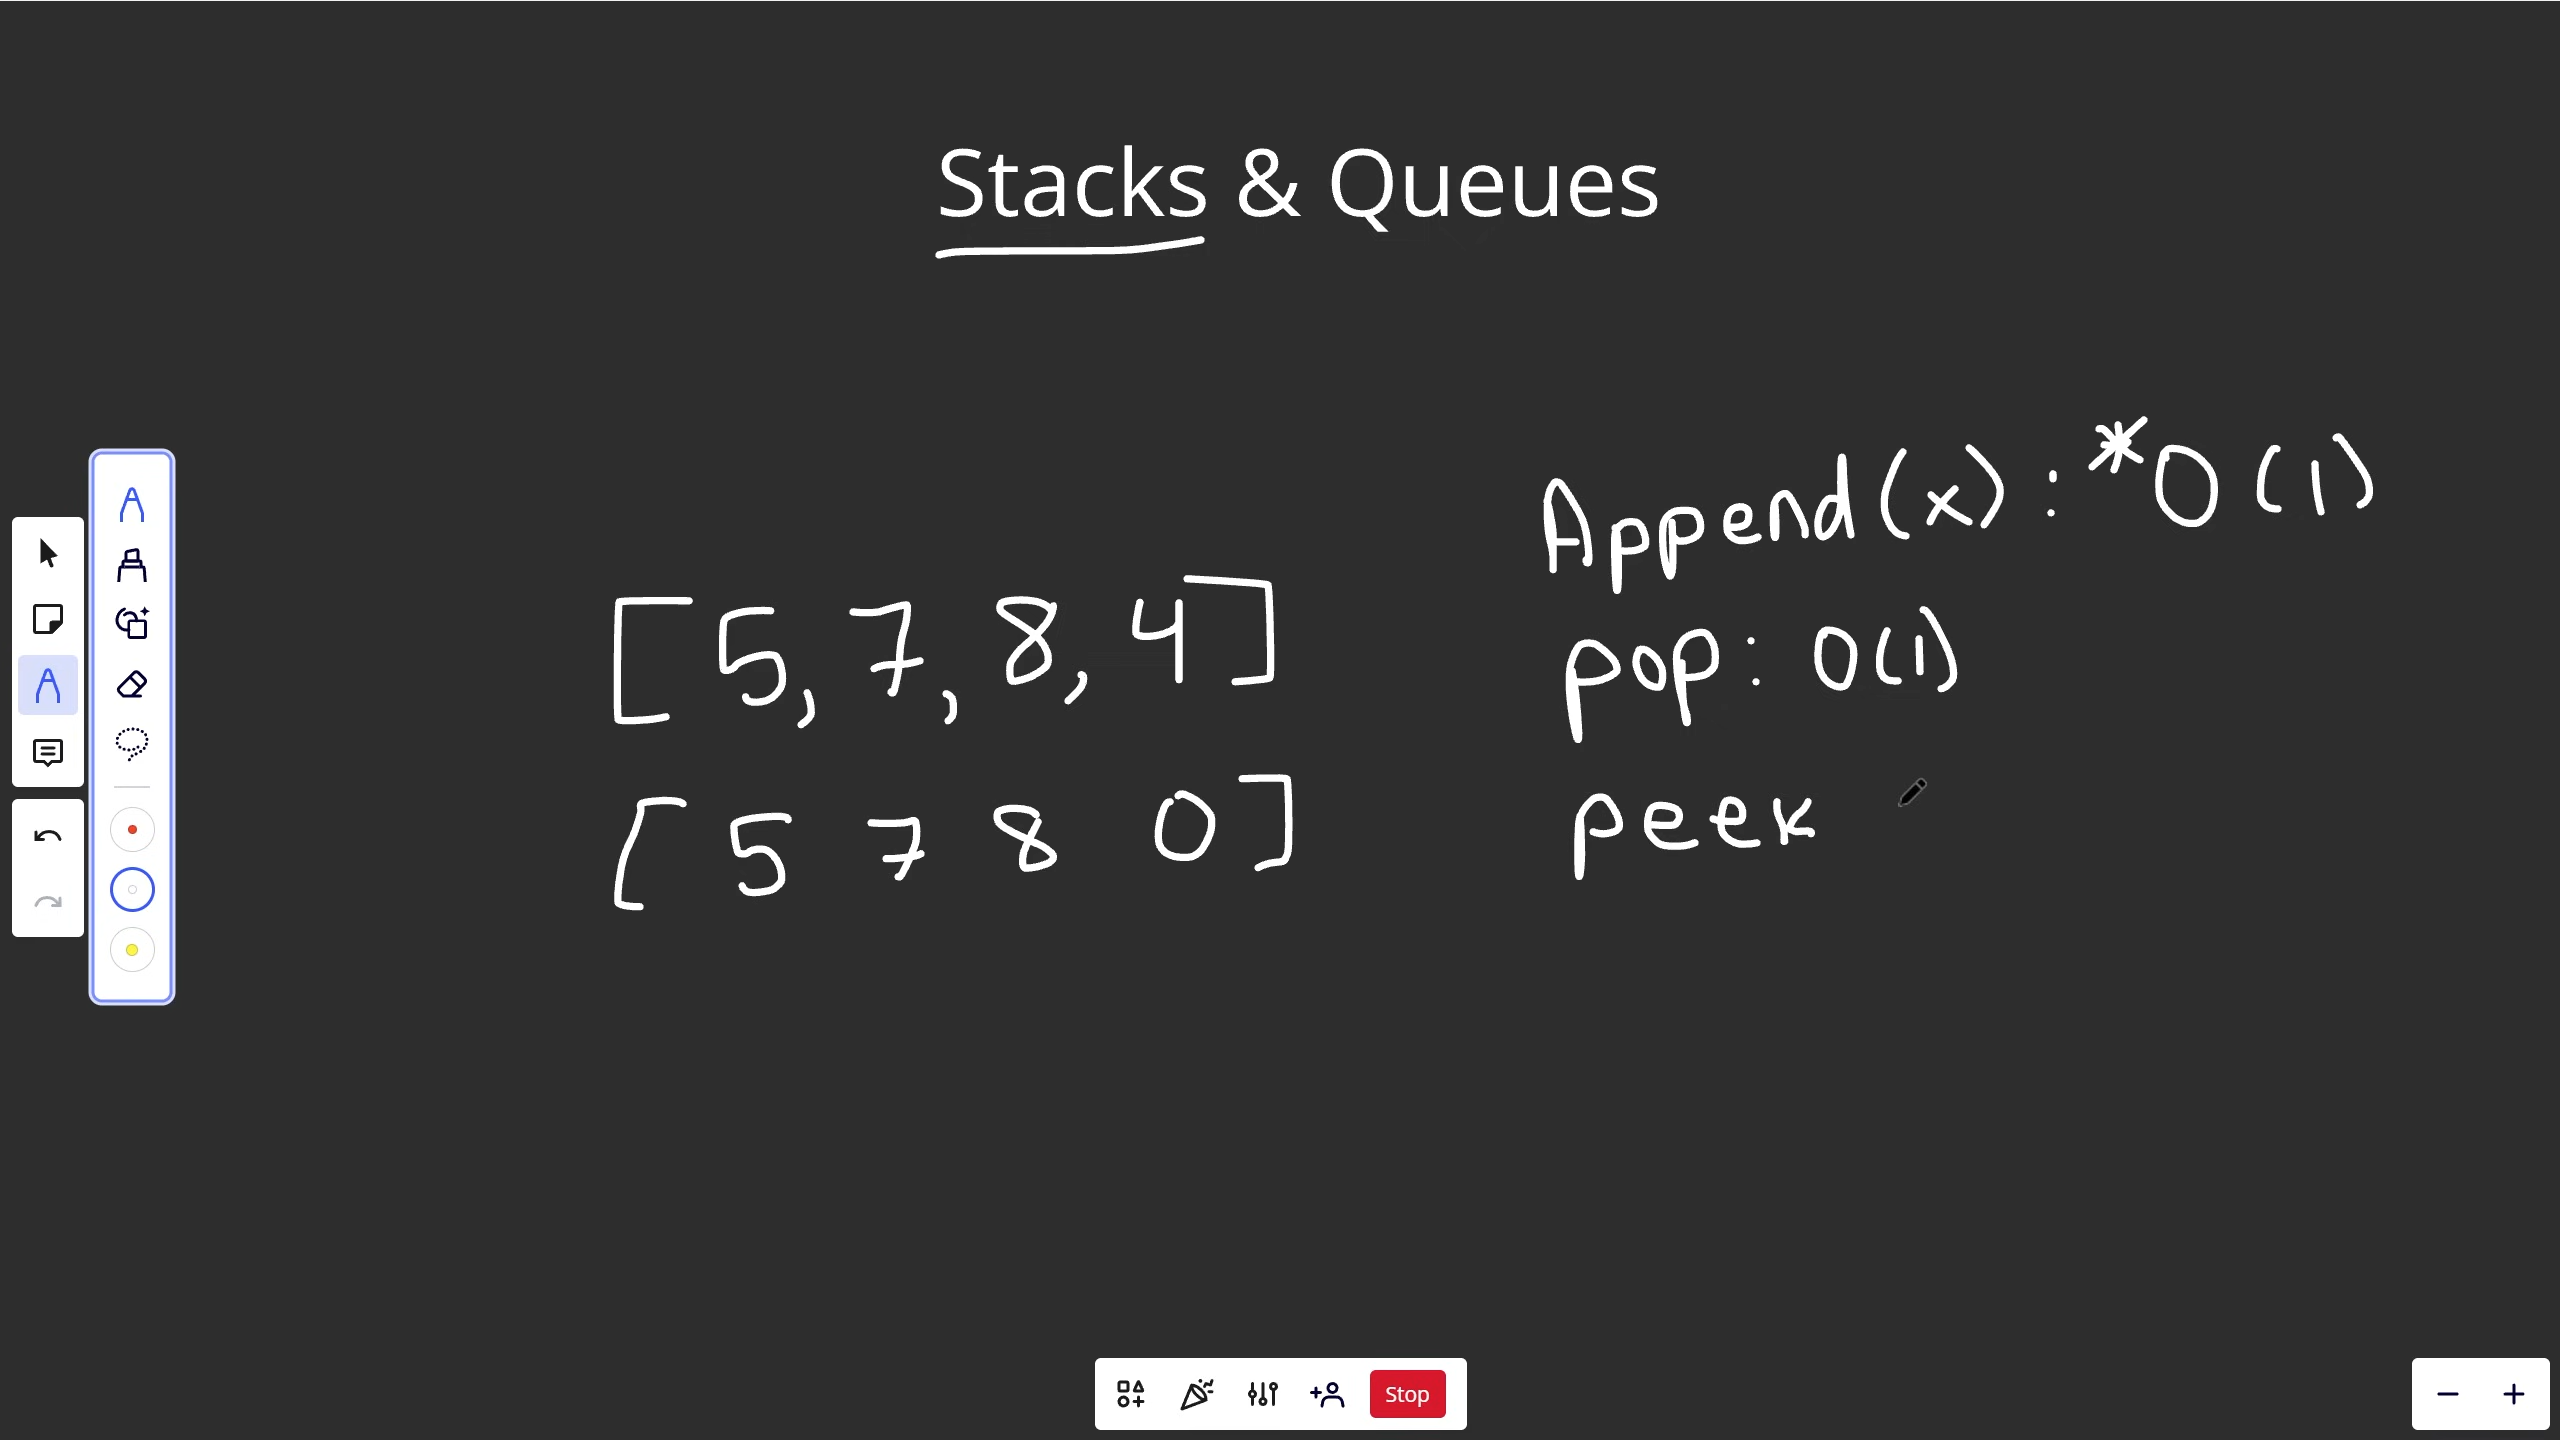 Stacks & Queues
Append(x) : *O(1)
[5, 7, 8, 4]
pop: O(1)
[5 7 8 0]
peek
Stop